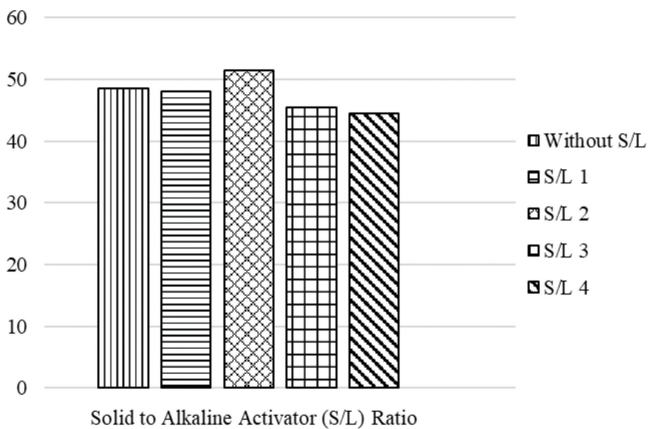 60
50
40
30
20
10
0
Without S/L
S/L 1
S/L 2
S/L 3
S/L 4
Solid to Alkaline Activator (S/L) Ratio